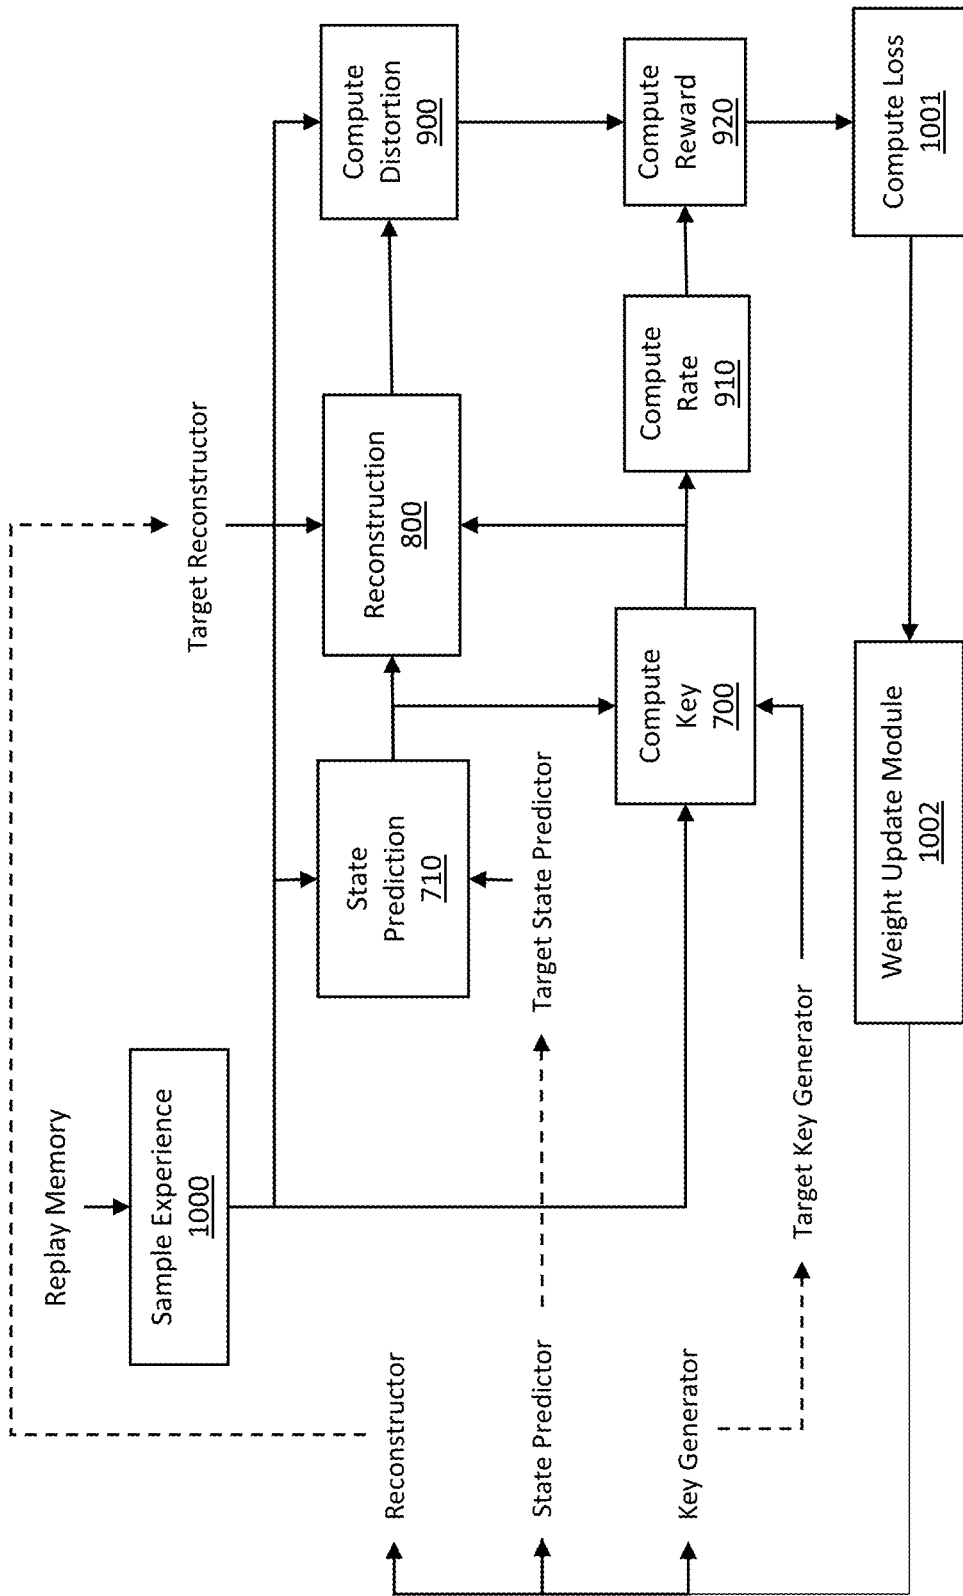 Replay Memory
Sample Experience
1000
Target Reconstructor
State
Prediction
710
Reconstruction
800
Compute
Distortion
900
Reconstructor
State Predictor
Target State Predictor
Key Generator
Target Key Generator
Compute
Key
700
Compute
Rate
910
Compute
Reward
920
Weight Update Module
1002
Compute Loss
1001